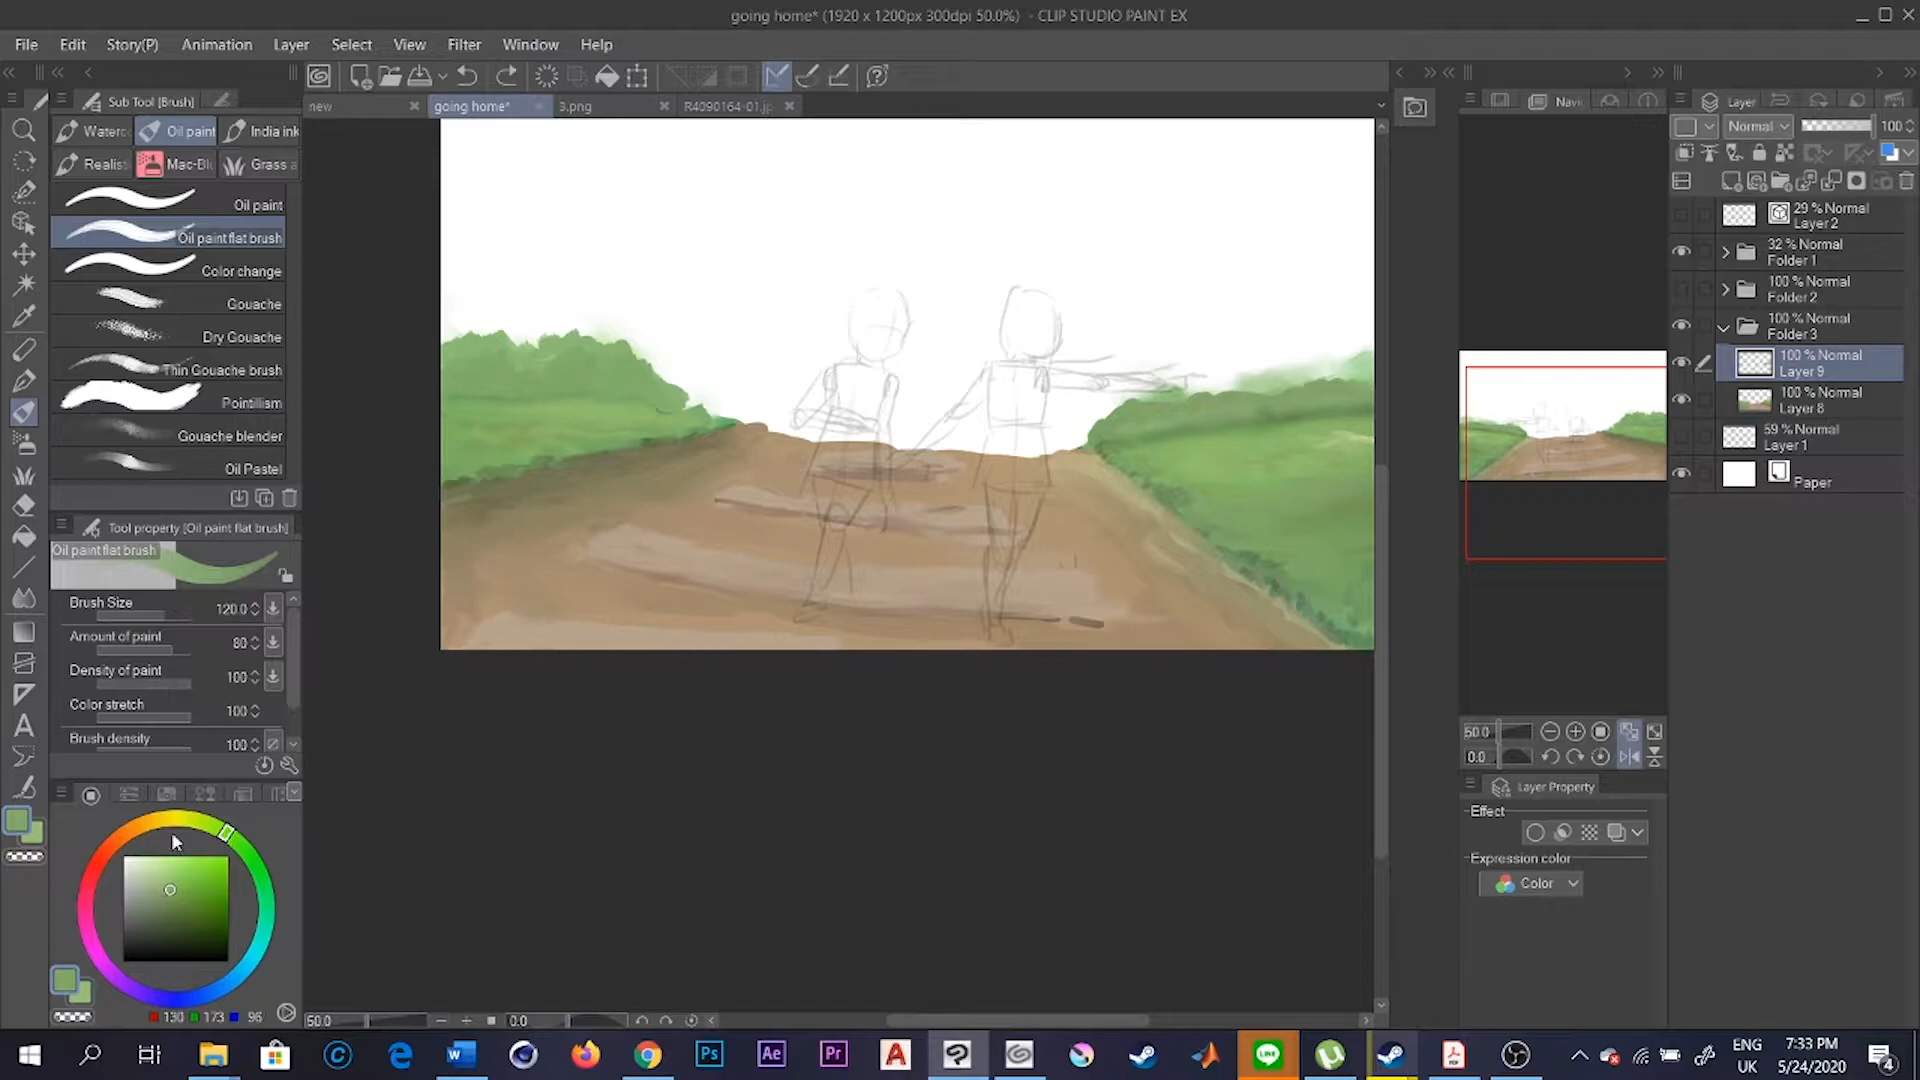 going home* (1920 x 1200px 300dpi 50.0%) - CLIP STUDIO PAINT EX
File Edit Story(P) Animation Layer Select View Filter Window Help
Sub Tool [Brush]
new
going home*
3.png
R4090164-01.jp
Navi
Layer
Waterc
Oil paint
India ink
Normal
100
Realist
Mac-Blu
Grass a
Oil paint
Oil paint flat brush
Color change
Gouache
Dry Gouache
Thin Gouache brush
Pointillism
Gouache blender
Oil Pastel
29 % Normal
Layer 2
32 % Normal
Folder 1
100 % Normal
Folder 2
100 % Normal
Folder 3
100 % Normal
Layer 9
100 % Normal
Layer 8
59 % Normal
Layer 1
Paper
Tool property [Oil paint flat brush]
Oil paint flat brush
Brush Size 120.0
Amount of paint 80
Density of paint 100
Color stretch 100
Brush density 100
50.0
0.0
Layer Property
Effect
Expression color
Color
130 173 96
50.0
0.0
W
Ps
Ae
Pr
A
LINE
ENG
UK
7:33 PM
5/24/2020
4